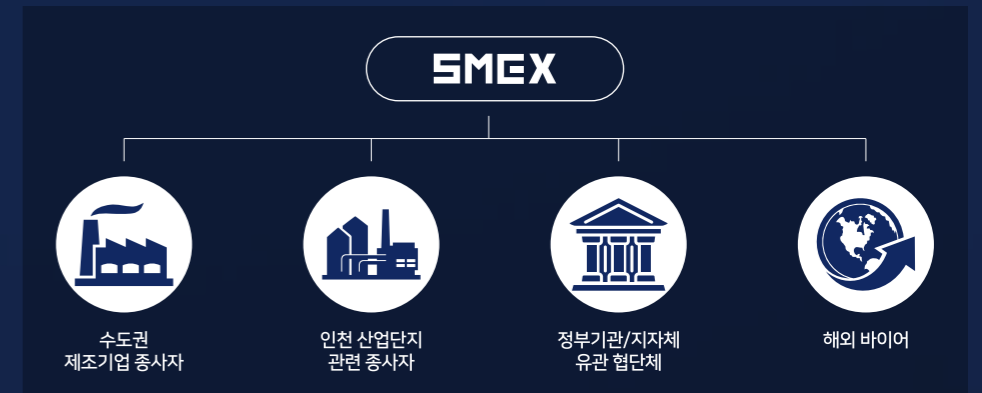 SMEX
수도권
제조기업 종사자
인천 산업단지
관련 종사자
정부기관/지자체
유관 협단체
해외 바이어